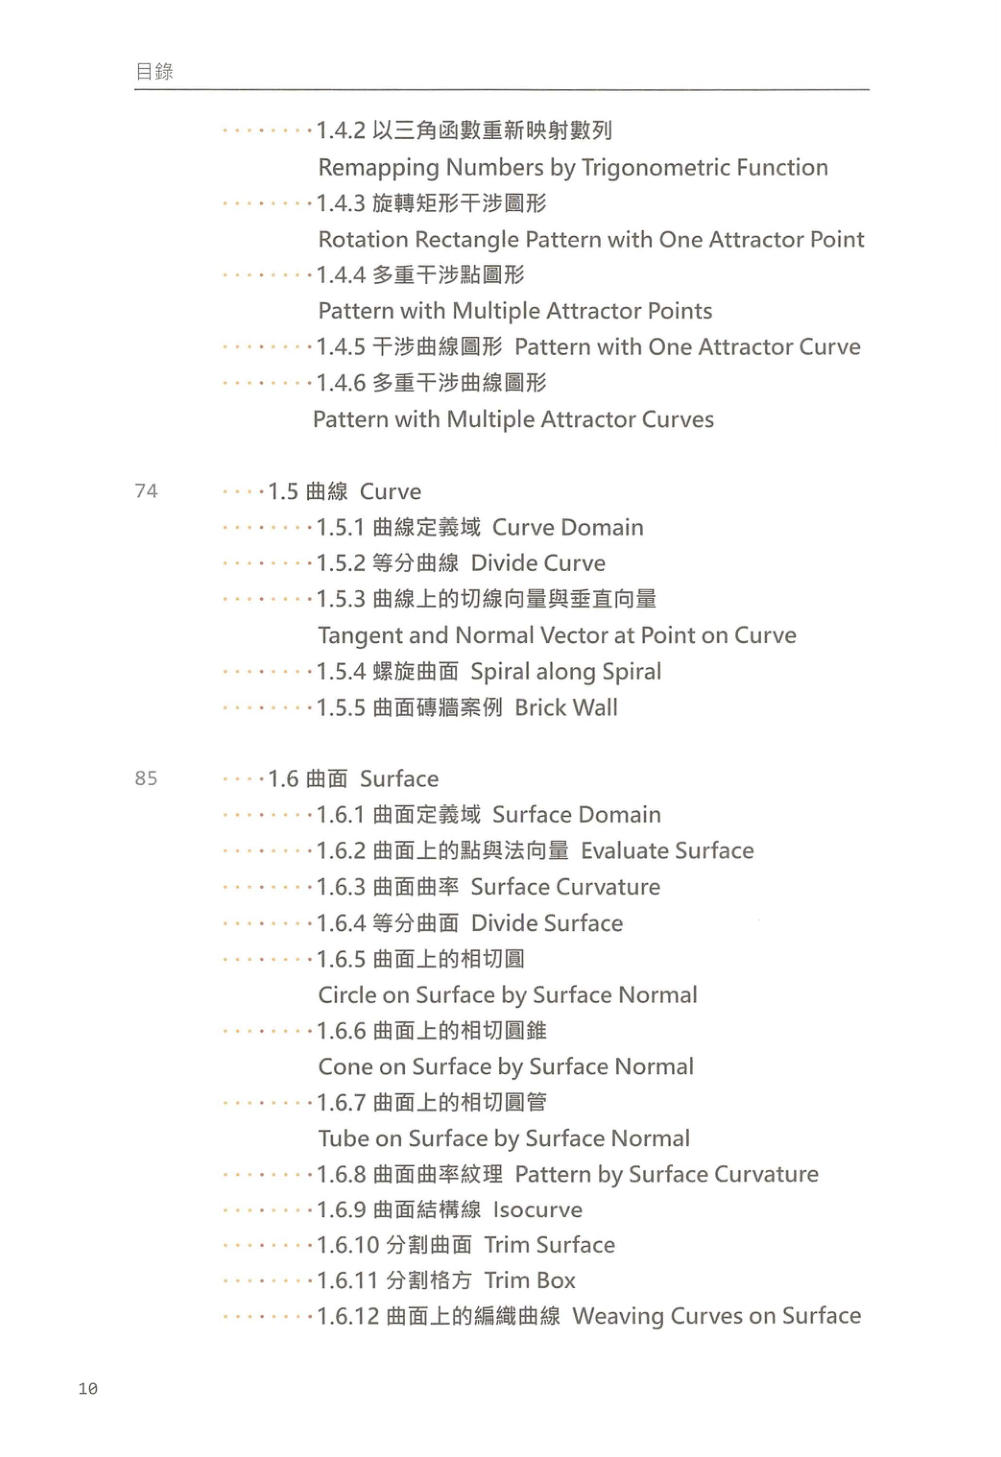 目錄
········1.4.2 以三角函數重新映射數列
Remapping Numbers by Trigonometric Function
········1.4.3 旋轉矩形干涉圖形
Rotation Rectangle Pattern with One Attractor Point
········1.4.4 多重干涉點圖形
Pattern with Multiple Attractor Points
········1.4.5 干涉曲線圖形 Pattern with One Attractor Curve
········1.4.6 多重干涉曲線圖形
Pattern with Multiple Attractor Curves
74 ····1.5 曲線 Curve
········1.5.1 曲線定義域 Curve Domain
········1.5.2 等分曲線 Divide Curve
········1.5.3 曲線上的切線向量與垂直向量
Tangent and Normal Vector at Point on Curve
········1.5.4 螺旋曲面 Spiral along Spiral
········1.5.5 曲面磚牆案例 Brick Wall
85 ····1.6 曲面 Surface
········1.6.1 曲面定義域 Surface Domain
········1.6.2 曲面上的點與法向量 Evaluate Surface
········1.6.3 曲面曲率 Surface Curvature
········1.6.4 等分曲面 Divide Surface
········1.6.5 曲面上的相切圓
Circle on Surface by Surface Normal
········1.6.6 曲面上的相切圓錐
Cone on Surface by Surface Normal
········1.6.7 曲面上的相切圓管
Tube on Surface by Surface Normal
········1.6.8 曲面曲率紋理 Pattern by Surface Curvature
········1.6.9 曲面結構線 Isocurve
········1.6.10 分割曲面 Trim Surface
········1.6.11 分割格方 Trim Box
········1.6.12 曲面上的編織曲線 Weaving Curves on Surface
10